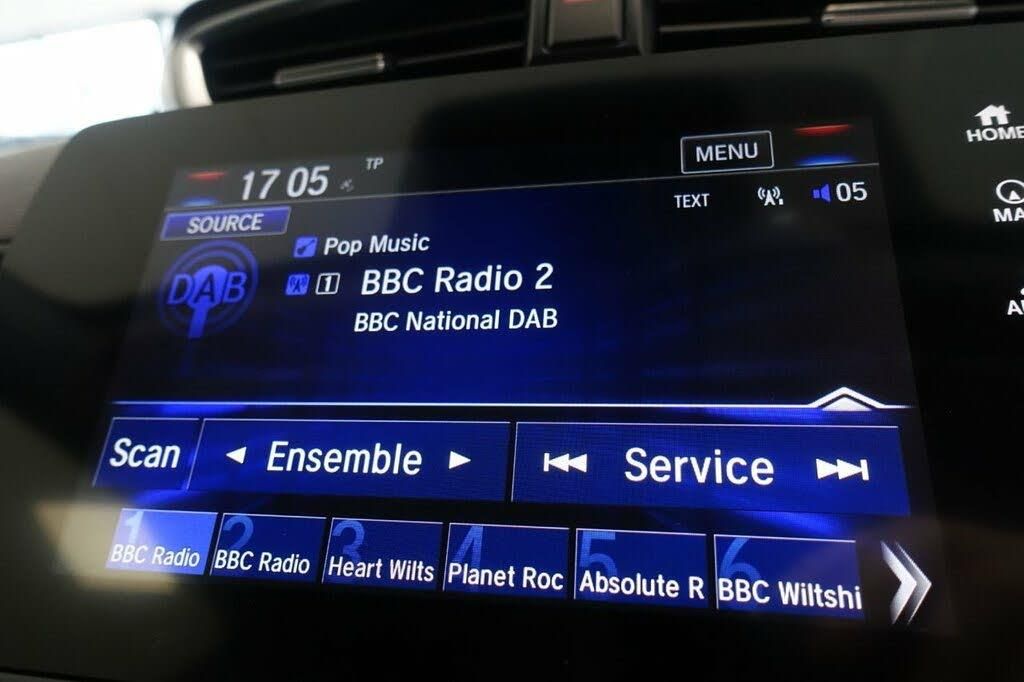 HOME
17 05 TP
MENU
SOURCE
TEXT
05
MA
DAB
Pop Music
1 BBC Radio 2
BBC National DAB
Scan
Ensemble
Service
1 BBC Radio
2 BBC Radio
3 Heart Wilts
4 Planet Roc
5 Absolute R
6 BBC Wiltshi